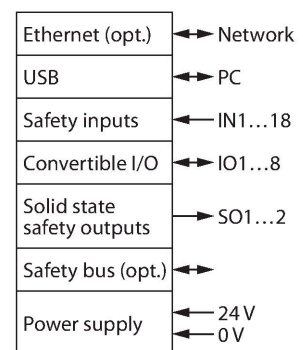 Ethernet (opt.) Network
USB PC
Safety inputs IN1...18
Convertible I/O IO1...8
Solid state
safety outputs SO1...2
Safety bus (opt.)
Power supply 24 V
0 V